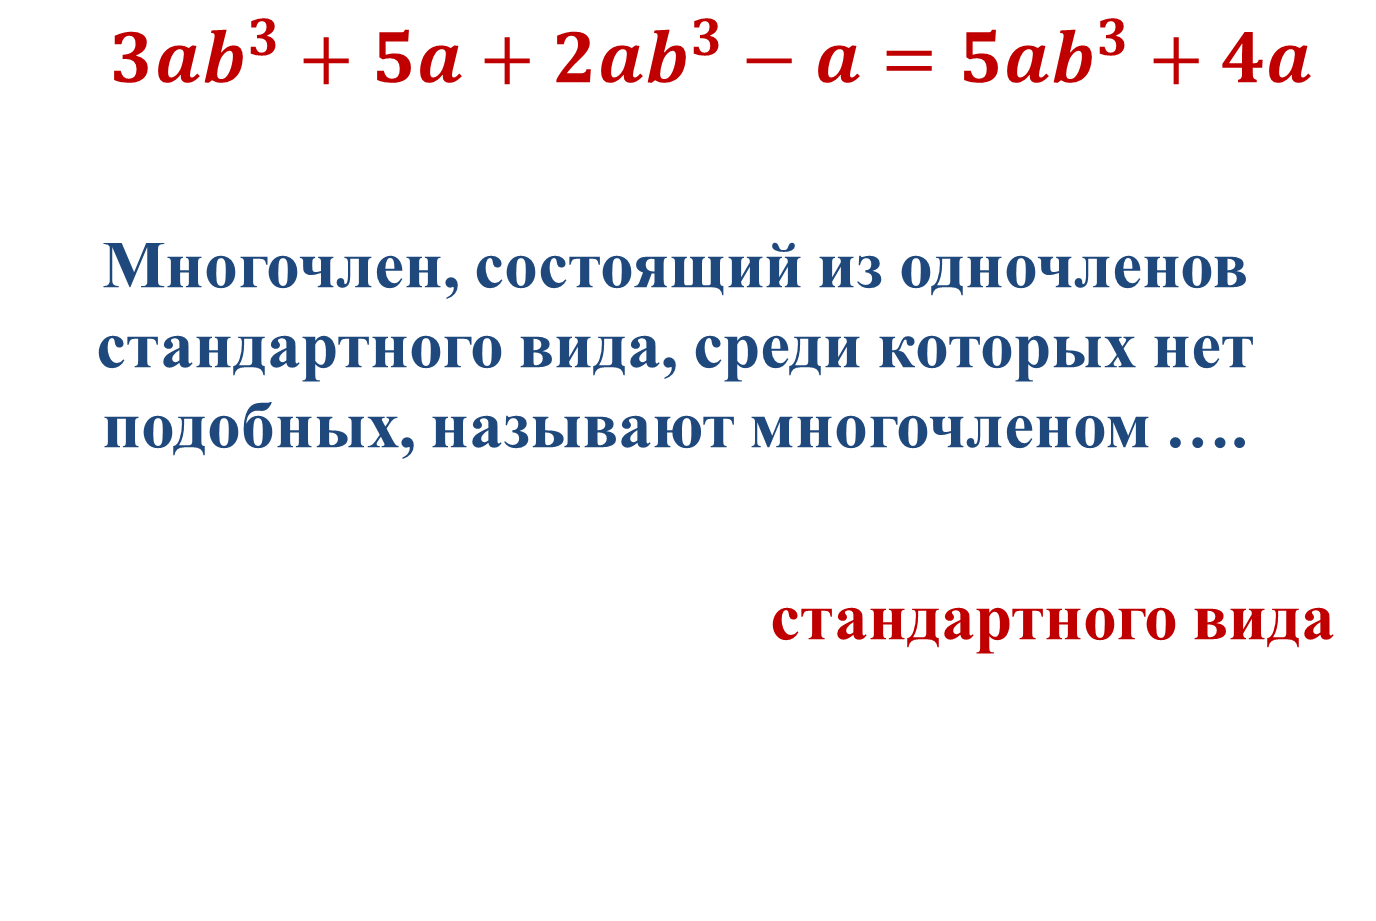 3ab³ + 5a + 2ab³ − a = 5ab³ + 4a
Многочлен, состоящий из одночленов
стандартного вида, среди которых нет
подобных, называют многочленом ….
стандартного вида